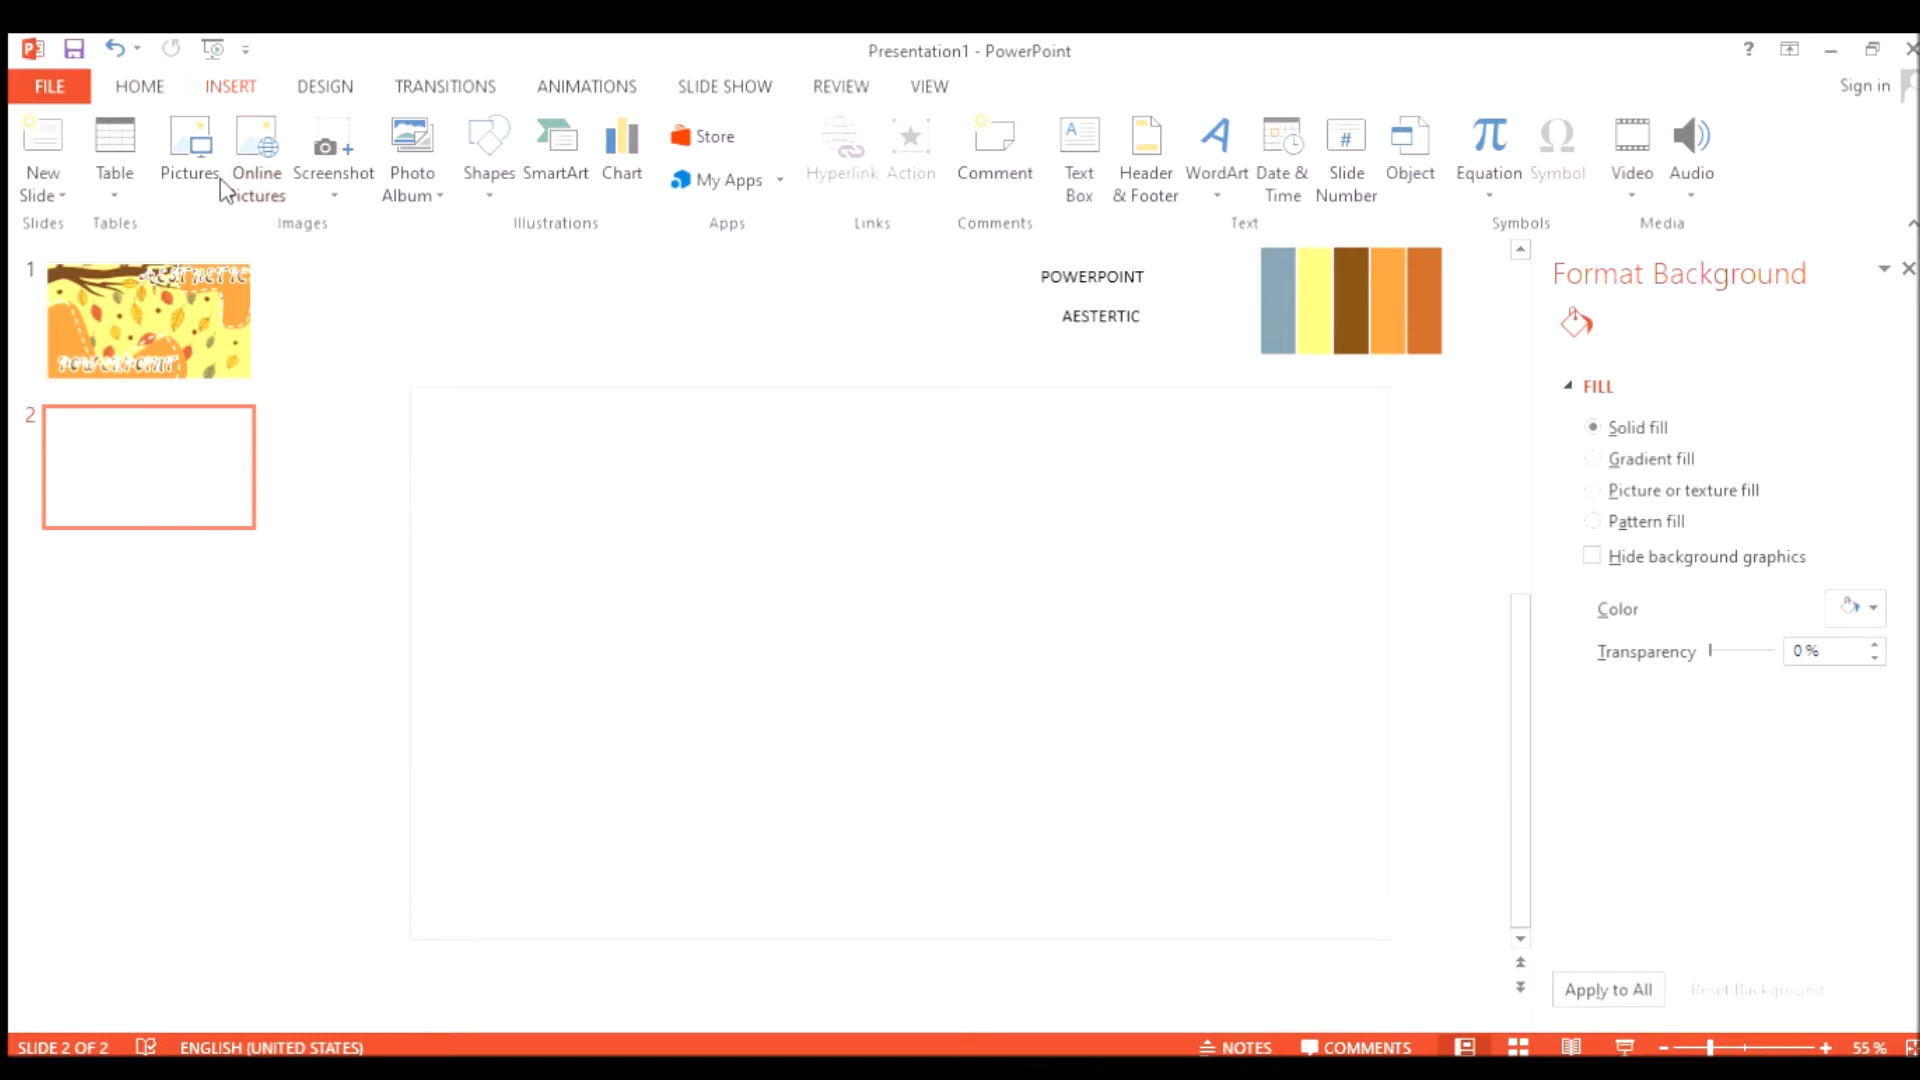 Presentation1 - PowerPoint
?
FILE HOME INSERT DESIGN TRANSITIONS ANIMATIONS SLIDE SHOW REVIEW VIEW Sign in
New Slide
Table
Pictures
Online Pictures
Screenshot
Photo Album
Shapes
SmartArt
Chart
Store
My Apps
Hyperlink
Action
Comment
Text Box
Header & Footer
WordArt
Date & Time
Slide Number
Object
Equation
Symbol
Video
Audio
Slides Tables Images Illustrations Apps Links Comments Text Symbols Media
1
AESTHETIC
POWERPOINT
2
POWERPOINT
AESTERTIC
Format Background
FILL
Solid fill
Gradient fill
Picture or texture fill
Pattern fill
Hide background graphics
Color
Transparency 0 %
Apply to All Reset Background
SLIDE 2 OF 2 ENGLISH (UNITED STATES) NOTES COMMENTS 55 %